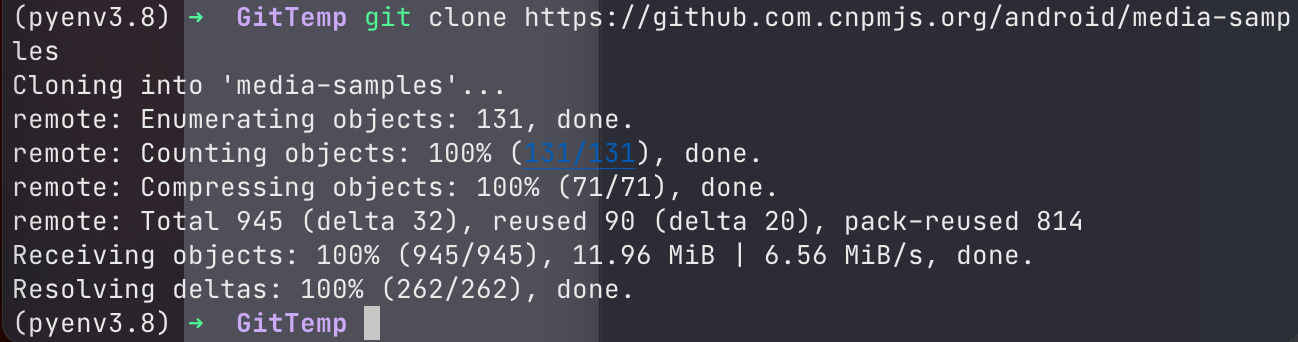 (pyenv3.8) → GitTemp git clone https://github.com.cnpmjs.org/android/media-samp
les
Cloning into 'media-samples'...
remote: Enumerating objects: 131, done.
remote: Counting objects: 100% (131/131), done.
remote: Compressing objects: 100% (71/71), done.
remote: Total 945 (delta 32), reused 90 (delta 20), pack-reused 814
Receiving objects: 100% (945/945), 11.96 MiB | 6.56 MiB/s, done.
Resolving deltas: 100% (262/262), done.
(pyenv3.8) → GitTemp